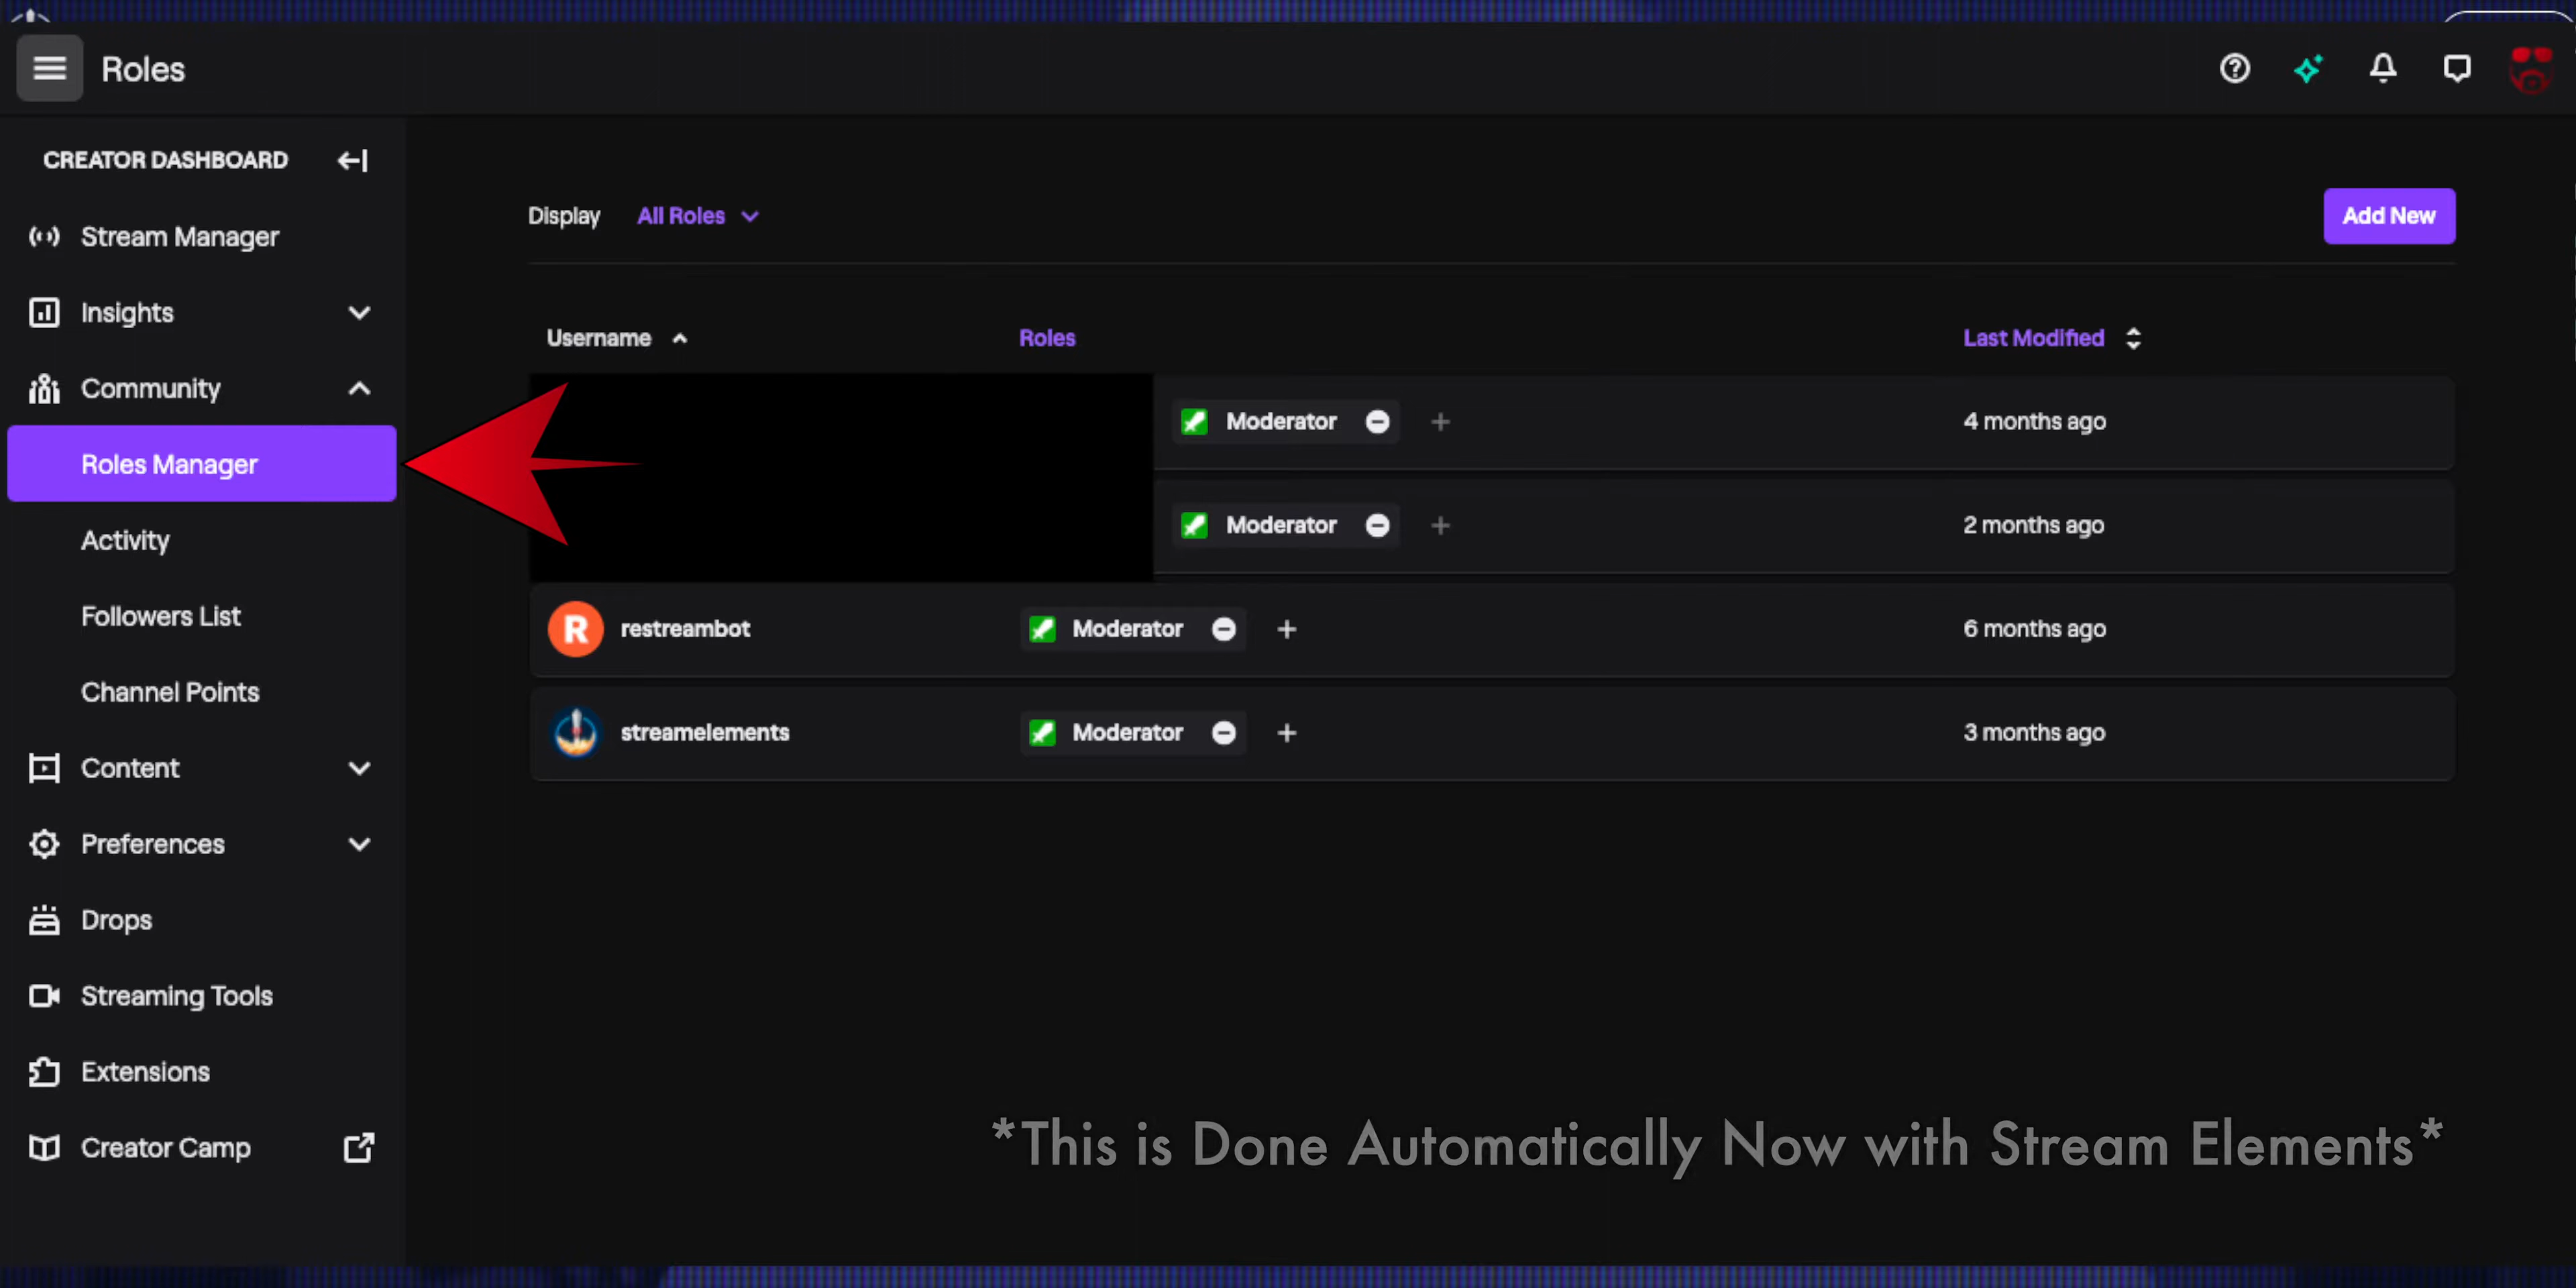 Roles
CREATOR DASHBOARD
Stream Manager
Insights
Community
Roles Manager
Activity
Followers List
Channel Points
Content
Preferences
Drops
Streaming Tools
Extensions
Creator Camp
Display All Roles
Add New
Username Roles Last Modified
Moderator 4 months ago
Moderator 2 months ago
R restreambot Moderator 6 months ago
streamelements Moderator 3 months ago
*This is Done Automatically Now with Stream Elements*